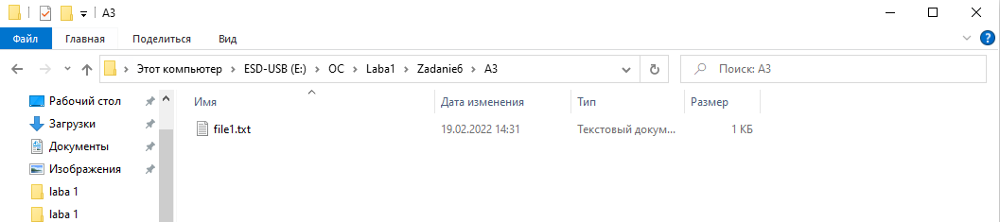 A3
Файл Главная Поделиться Вид
Этот компьютер ESD-USB (E:) ОС Laba1 Zadanie6 A3 Поиск: A3
Рабочий стол
Загрузки
Документы
Изображения
laba 1
laba 1
Имя Дата изменения Тип Размер
file1.txt 19.02.2022 14:31 Текстовый докум... 1 КБ